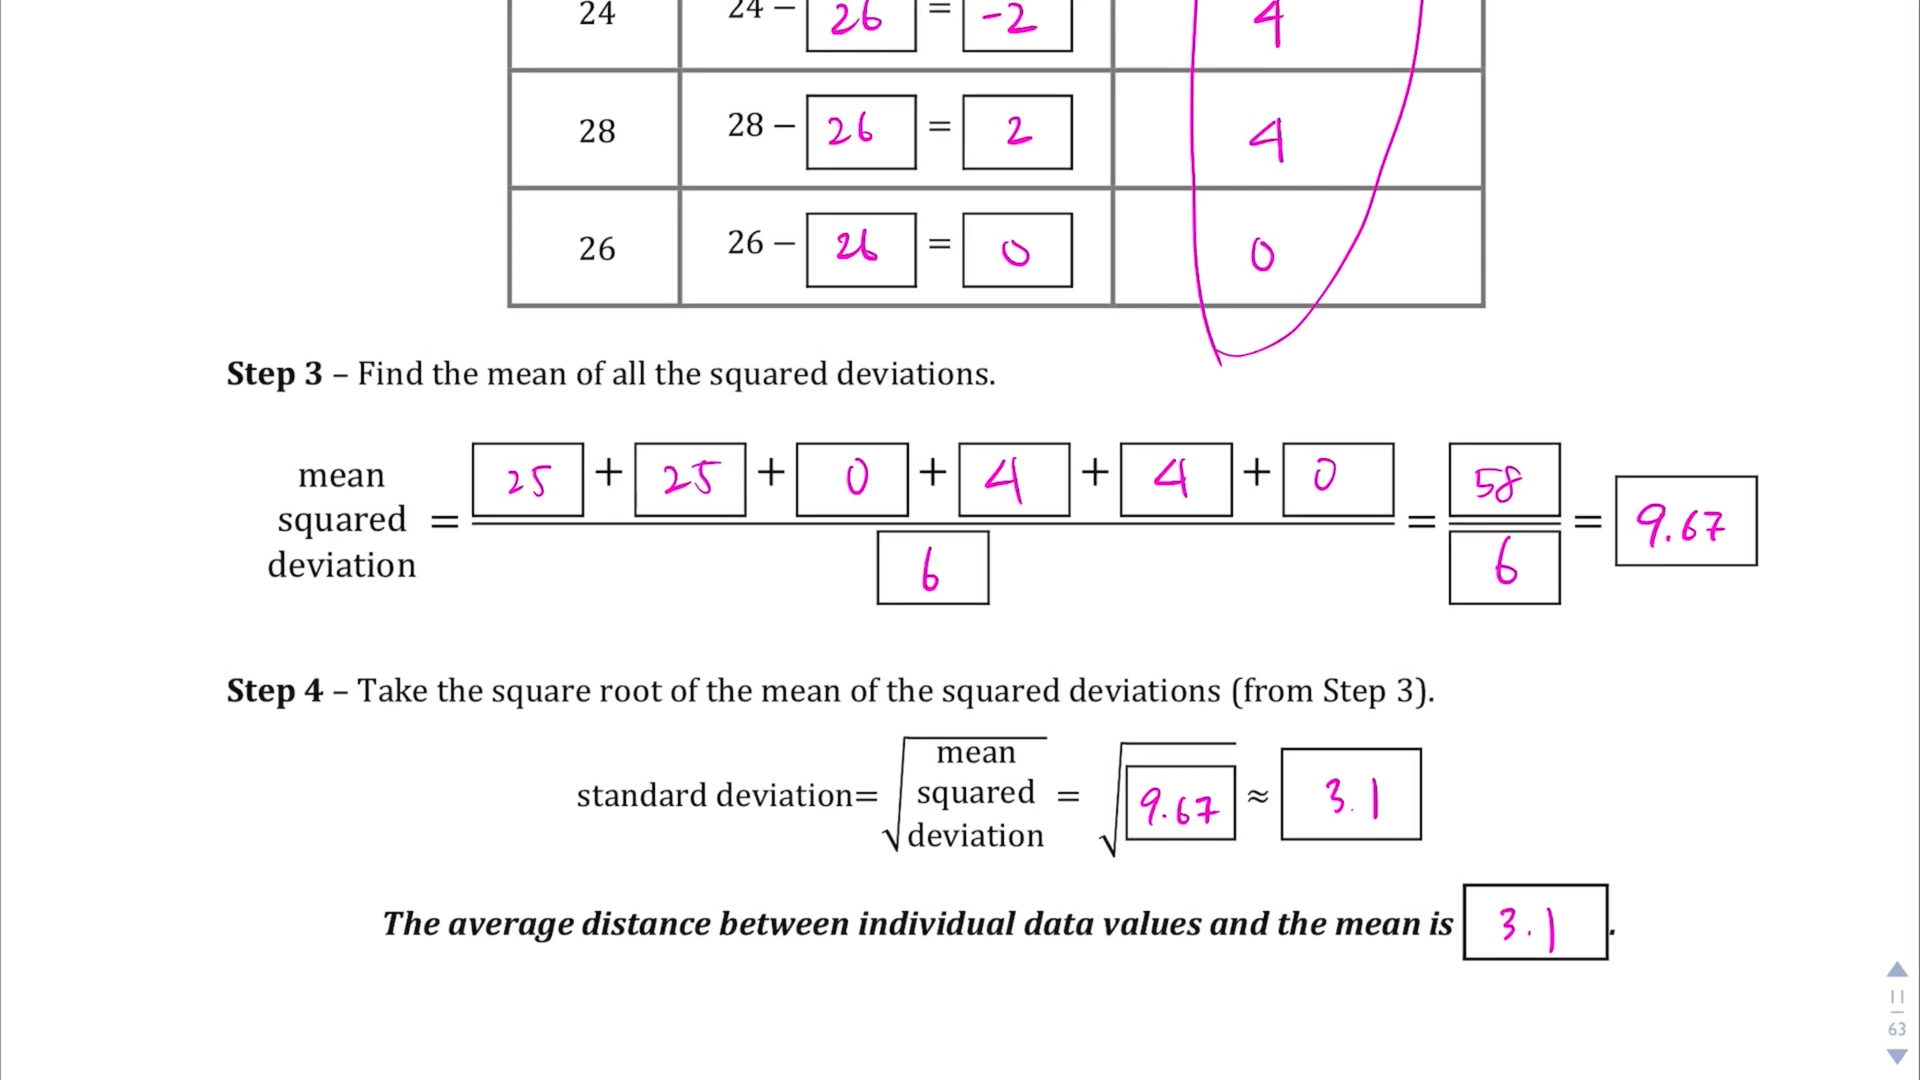 24 24 − 26 = -2 4
28 28 − 26 = 2 4
26 26 − 26 = 0 0
Step 3 – Find the mean of all the squared deviations.
mean squared deviation = 25 + 25 + 0 + 4 + 4 + 0 / 6 = 58 / 6 = 9.67
Step 4 – Take the square root of the mean of the squared deviations (from Step 3).
standard deviation= √ mean squared deviation = √ 9.67 ≈ 3.1
The average distance between individual data values and the mean is 3.1 .
11
63